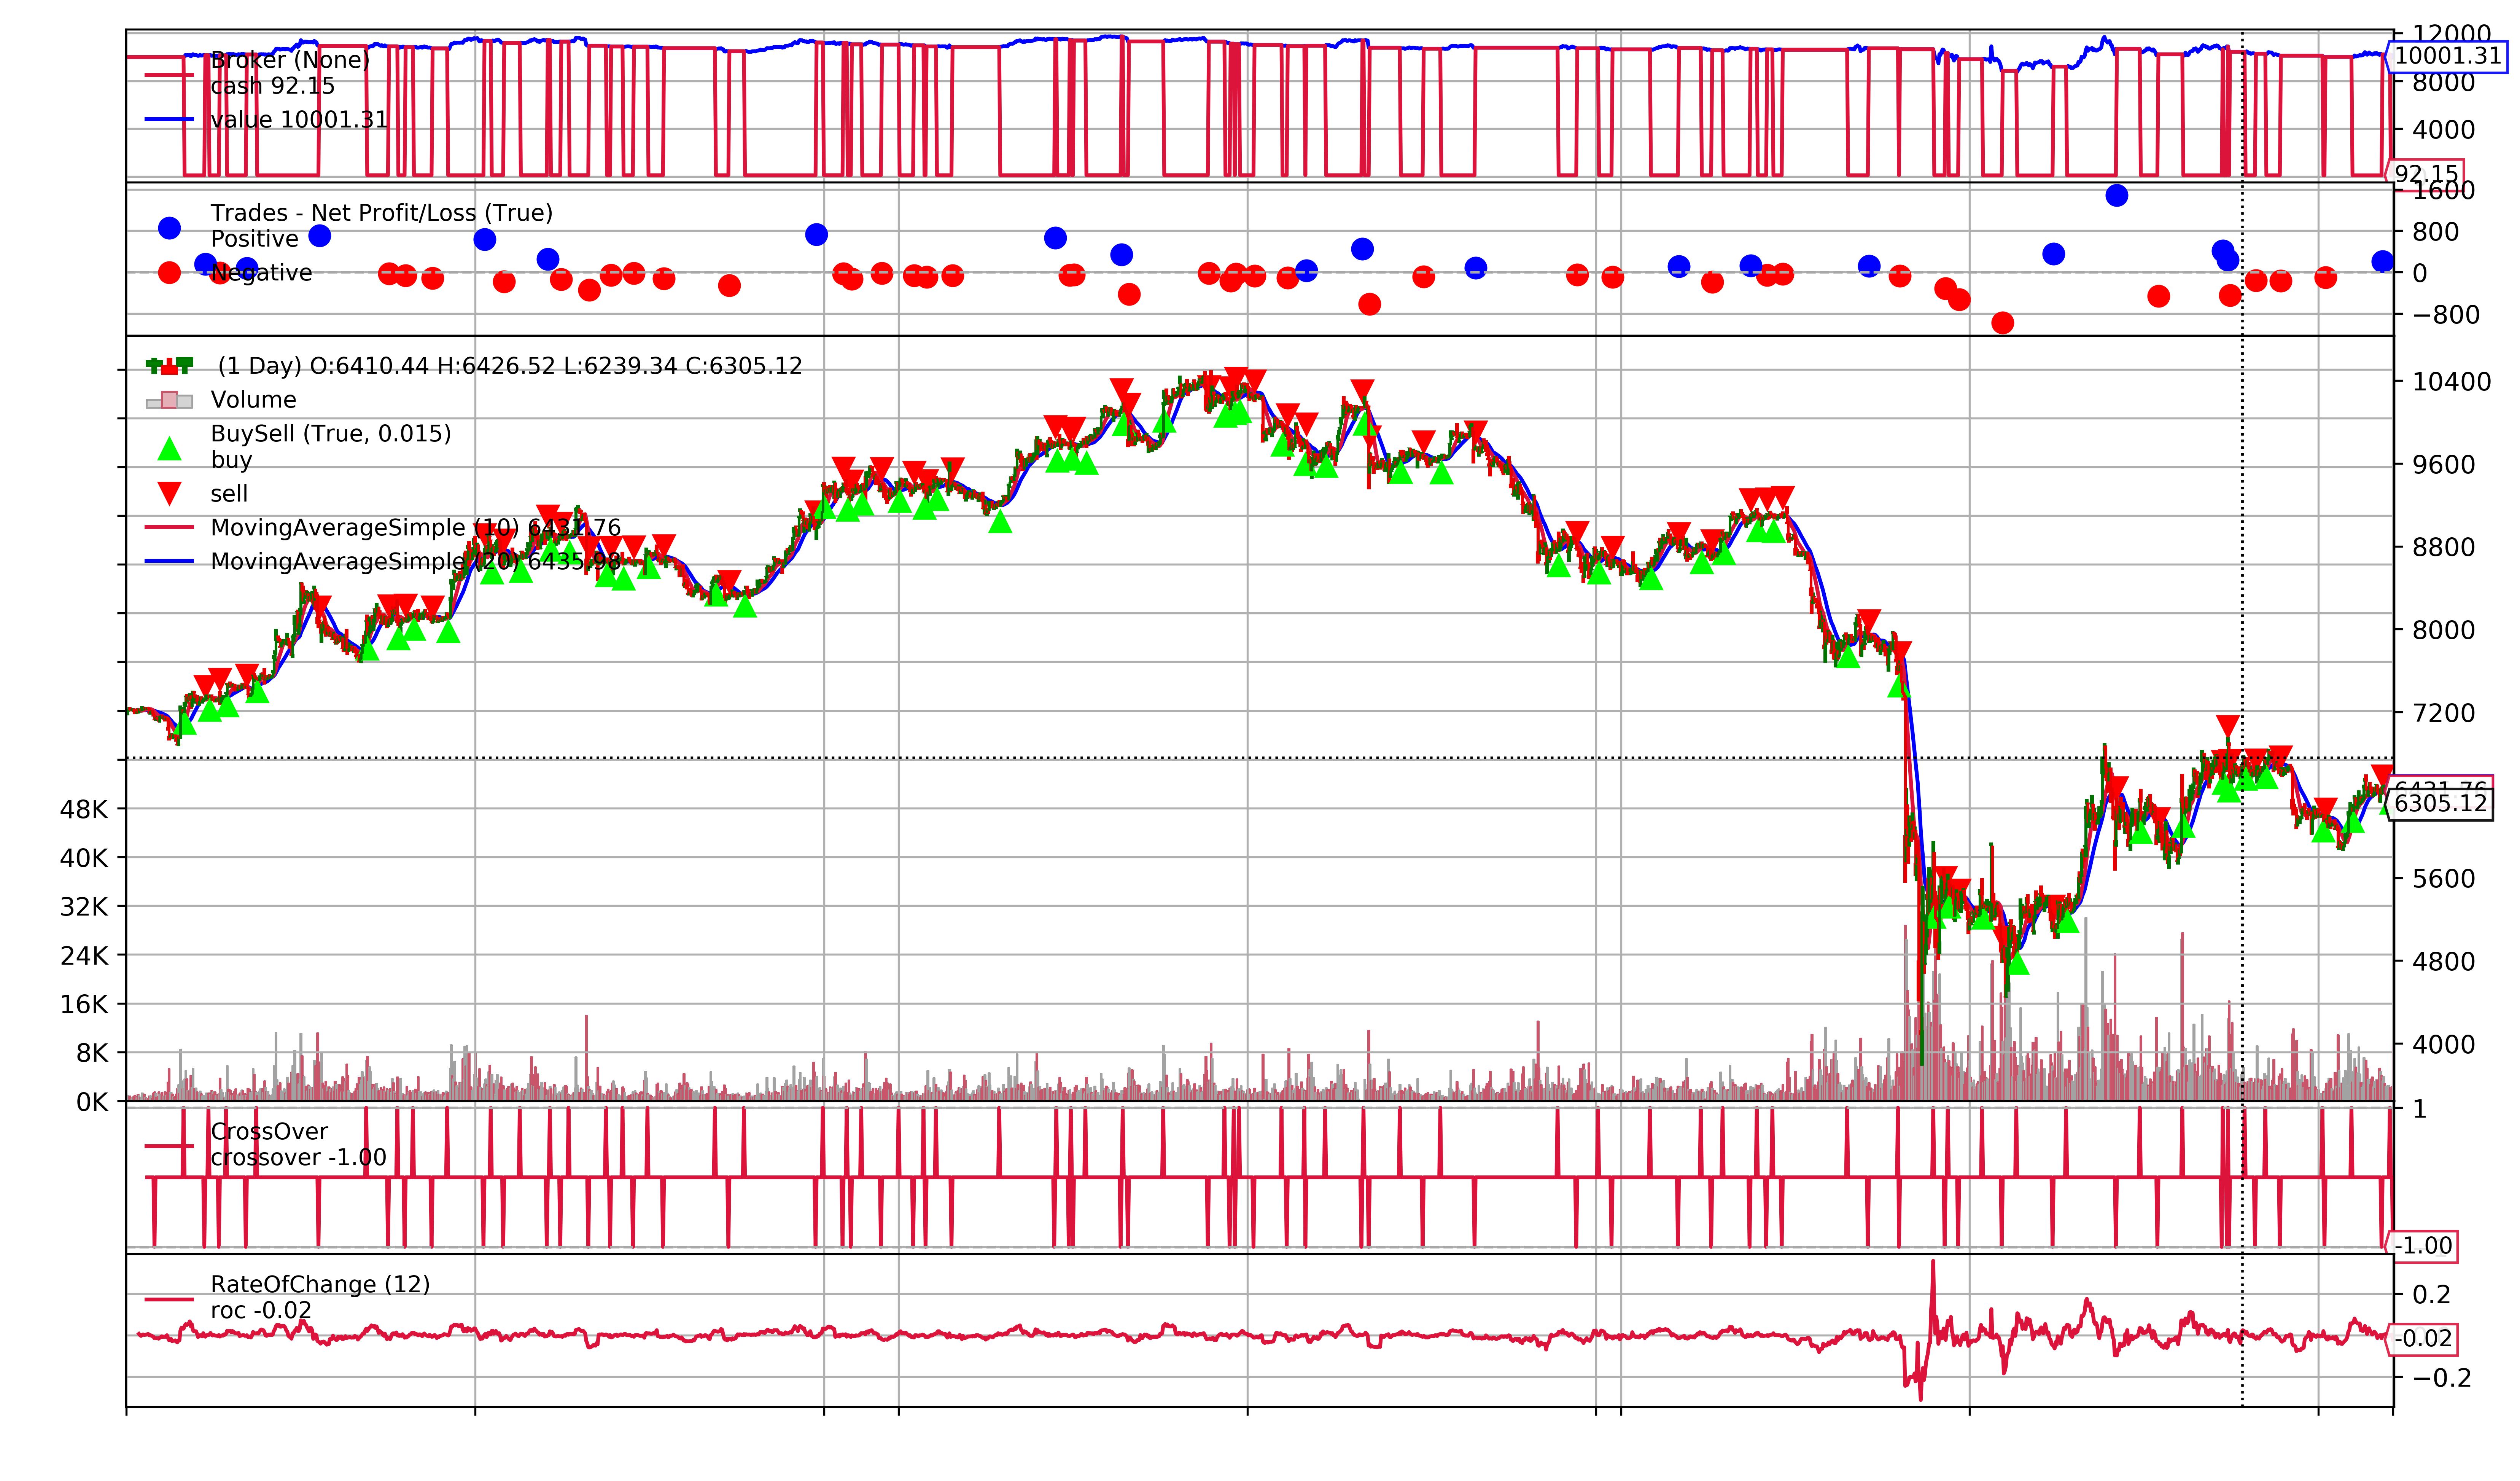 12000
Broker (None)
10001.31
cash 92.15
8000
value 10001.31
4000
92.15
1600
Trades - Net Profit/Loss (True)
Positive
800
Negative
0
−800
(1 Day) O:6410.44 H:6426.52 L:6239.34 C:6305.12
10400
Volume
BuySell (True, 0.015)
buy
9600
sell
MovingAverageSimple (10) 6431.76
8800
MovingAverageSimple (20) 6435.98
8000
7200
6431.76
6305.12
48K
40K
5600
32K
24K
4800
16K
4000
8K
0K
1
CrossOver
crossover -1.00
-1.00
RateOfChange (12)
0.2
roc -0.02
-0.02
−0.2